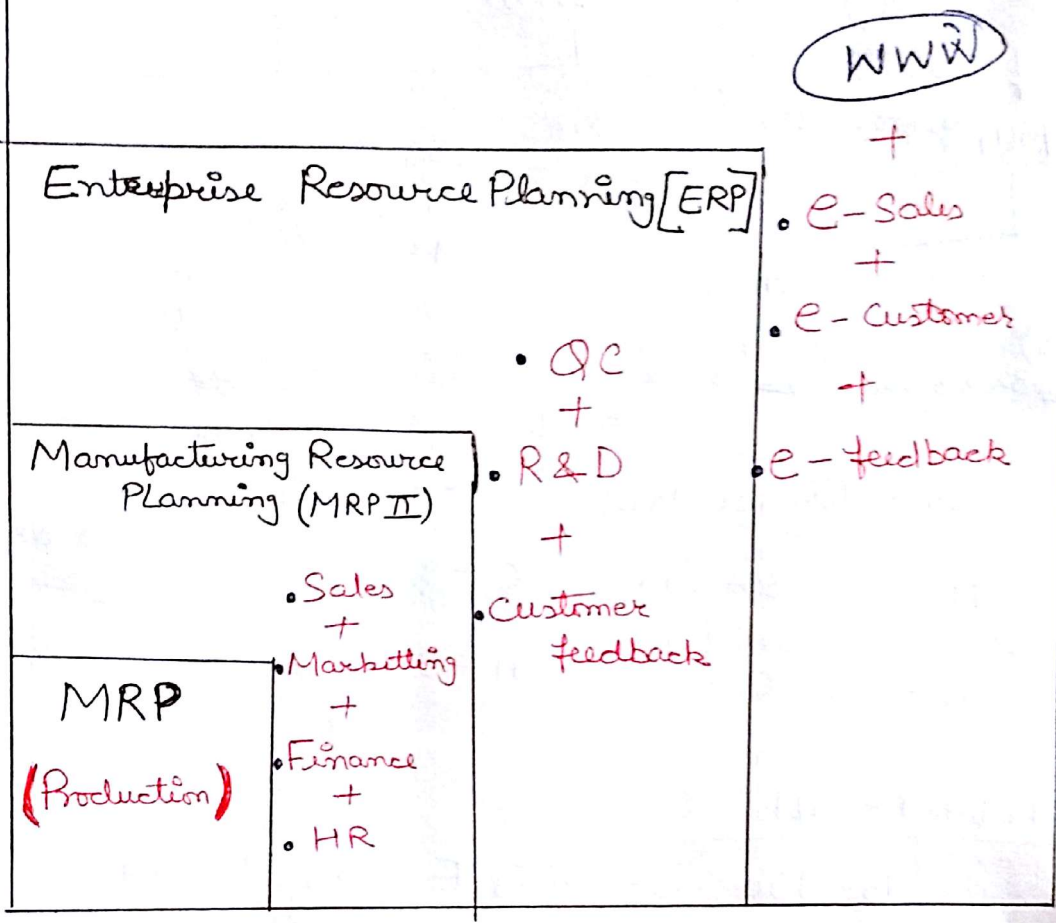 WWW
+
Enterprise Resource Planning [ERP]
• e-Sales
+
• e-customer
+
• e-feedback
• QC
+
• R & D
+
• Customer
feedback
Manufacturing Resource
Planning (MRP II)
• Sales
+
• Marketting
+
• Finance
+
• HR
MRP
(Production)